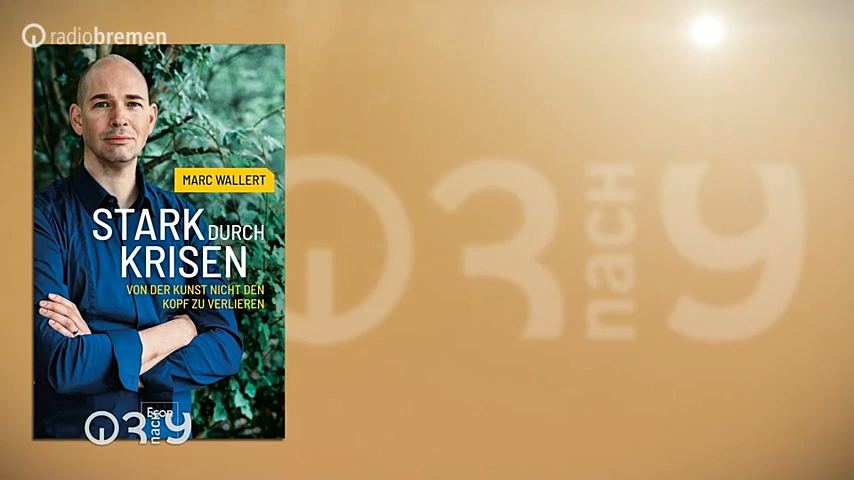 radiobremen
MARC WALLERT
STARK DURCH
KRISEN
VON DER KUNST NICHT DEN
KOPF ZU VERLIEREN
Econ
3 nach 9
3 nach 9